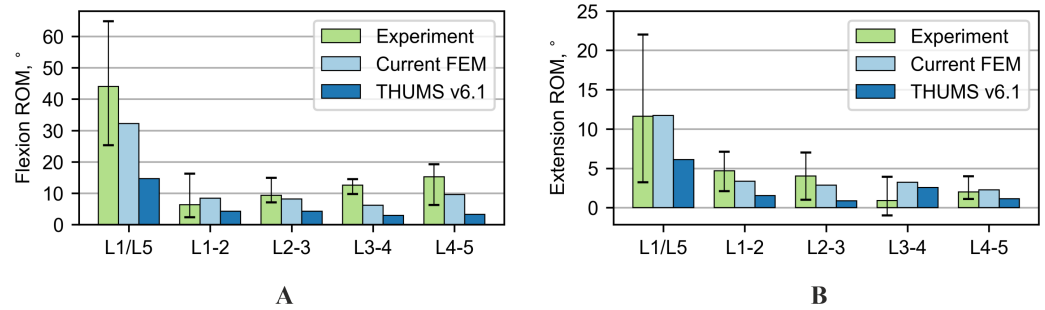 Flexion ROM, °
60
50
40
30
20
10
0
Experiment
Current FEM
THUMS v6.1
L1/L5
L1-2
L2-3
L3-4
L4-5
A
Extension ROM, °
25
20
15
10
5
0
Experiment
Current FEM
THUMS v6.1
L1/L5
L1-2
L2-3
L3-4
L4-5
B